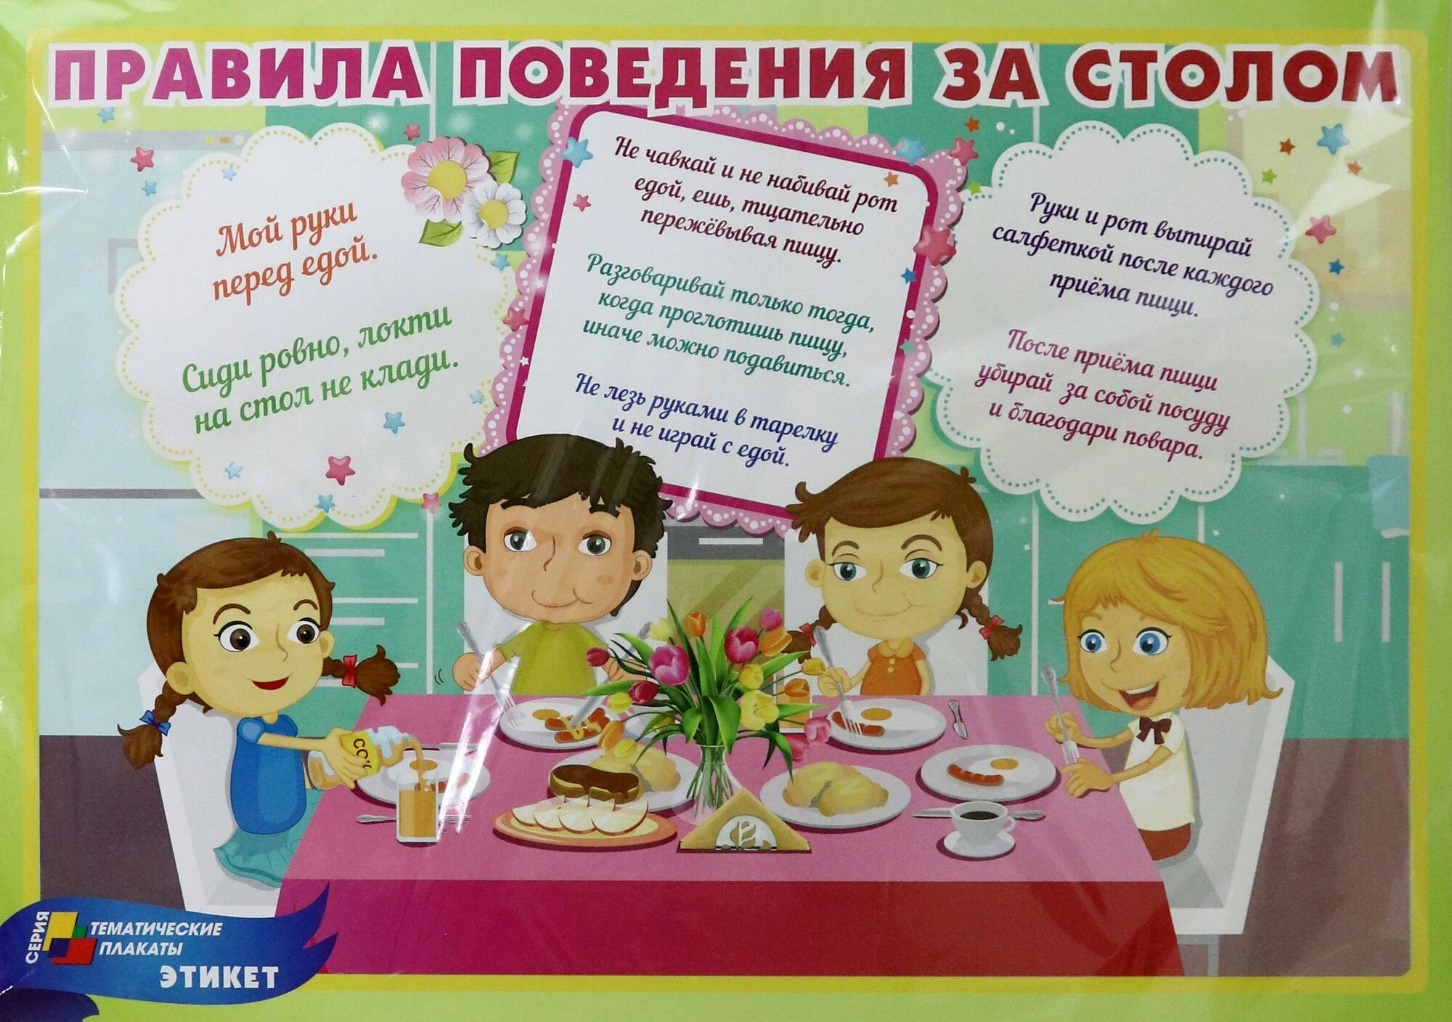 ПРАВИЛА ПОВЕДЕНИЯ ЗА СТОЛОМ
Мой руки
перед едой.
Сиди ровно, локти
на стол не клади.
Не чавкай и не набивай рот
едой, ешь, тщательно
пережёвывая пищу.
Разговаривай только тогда,
когда проглотишь пищу,
иначе можно подавиться.
Не лезь руками в тарелку
и не играй с едой.
Руки и рот вытирай
салфеткой после каждого
приёма пищи.
После приёма пищи
убирай за собой посуду
и благодари повара.
СЕРИЯ
ТЕМАТИЧЕСКИЕ
ПЛАКАТЫ
ЭТИКЕТ